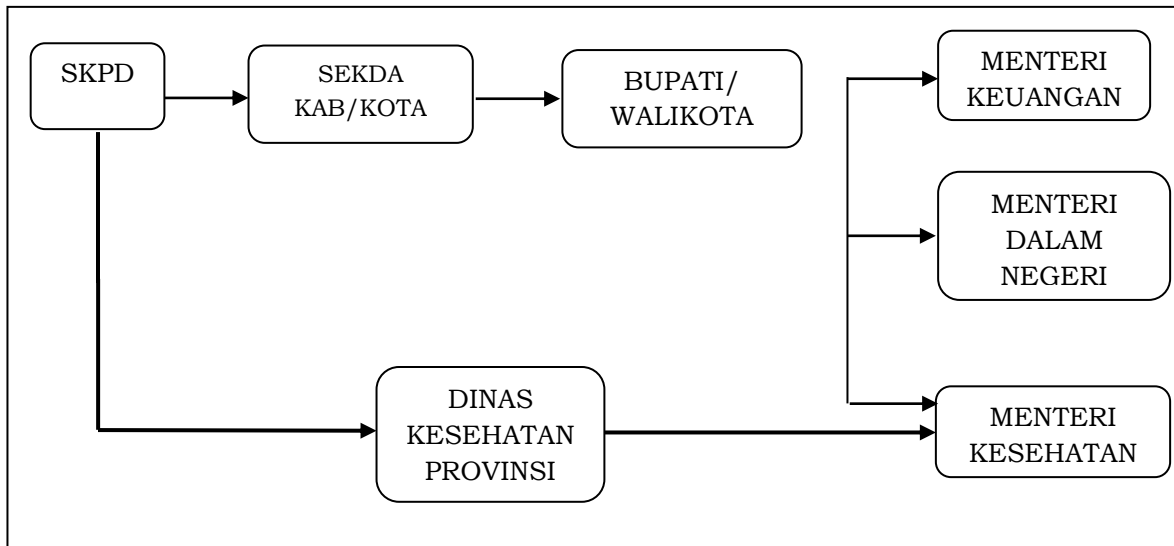 SKPD
SEKDA
KAB/KOTA
BUPATI/
WALIKOTA
MENTERI
KEUANGAN
MENTERI
DALAM
NEGERI
DINAS
KESEHATAN
PROVINSI
MENTERI
KESEHATAN